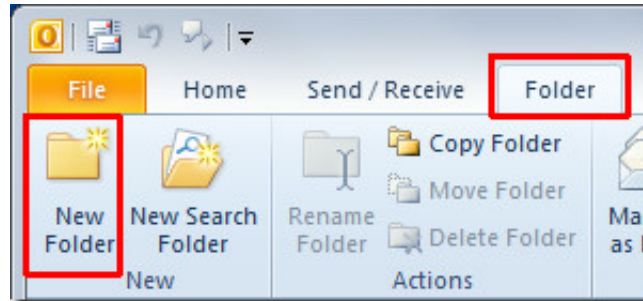 File Home Send / Receive Folder
New Folder
New Search Folder
Rename Folder
Copy Folder
Move Folder
Delete Folder
as
New Actions